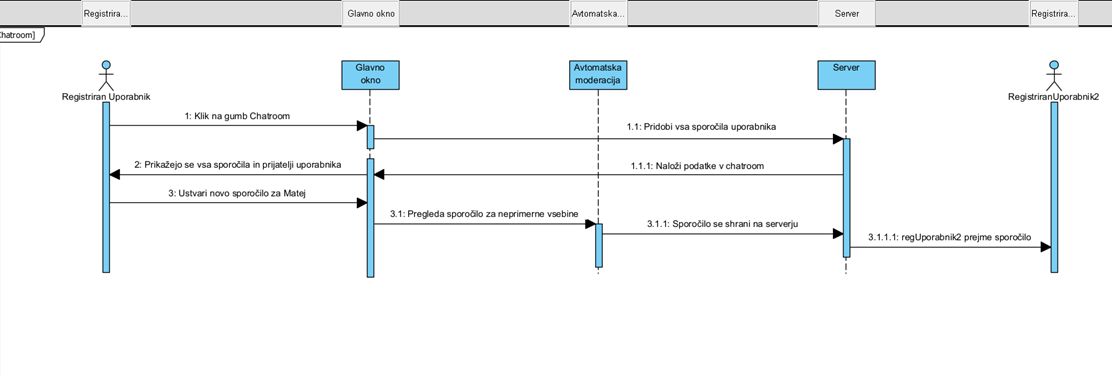 Registrira...
Glavno okno
Avtomatska...
Server
Registrira...
Chatroom]
Glavno
okno
Avtomatska
moderacija
Server
Registriran Uporabnik
RegistriranUporabnik2
1: Klik na gumb Chatroom
1.1: Pridobi vsa sporočila uporabnika
2: Prikažejo se vsa sporočila in prijatelji uporabnika
1.1.1: Naloži podatke v chatroom
3: Ustvari novo sporočilo za Matej
3.1: Pregleda sporočilo za neprimerne vsebine
3.1.1: Sporočilo se shrani na serverju
3.1.1.1: regUporabnik2 prejme sporočilo